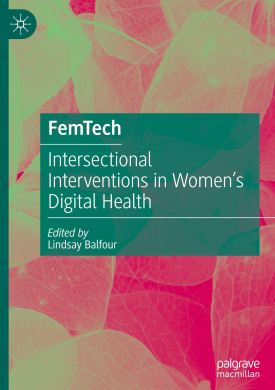 FemTech
Intersectional
Interventions in Women's
Digital Health
Edited by
Lindsay Balfour
palgrave
macmillan